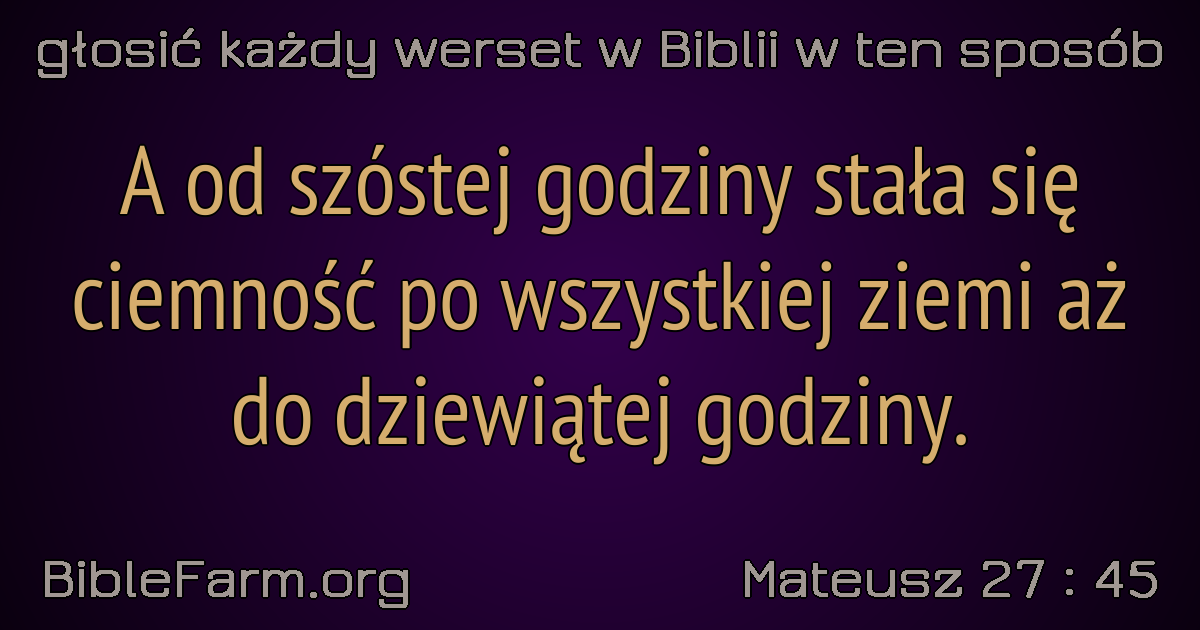 głosić każdy werset w Biblii w ten sposób
A od szóstej godziny stała się
ciemność po wszystkiej ziemi aż
do dziewiątej godziny.
BibleFarm.org
Mateusz 27 : 45